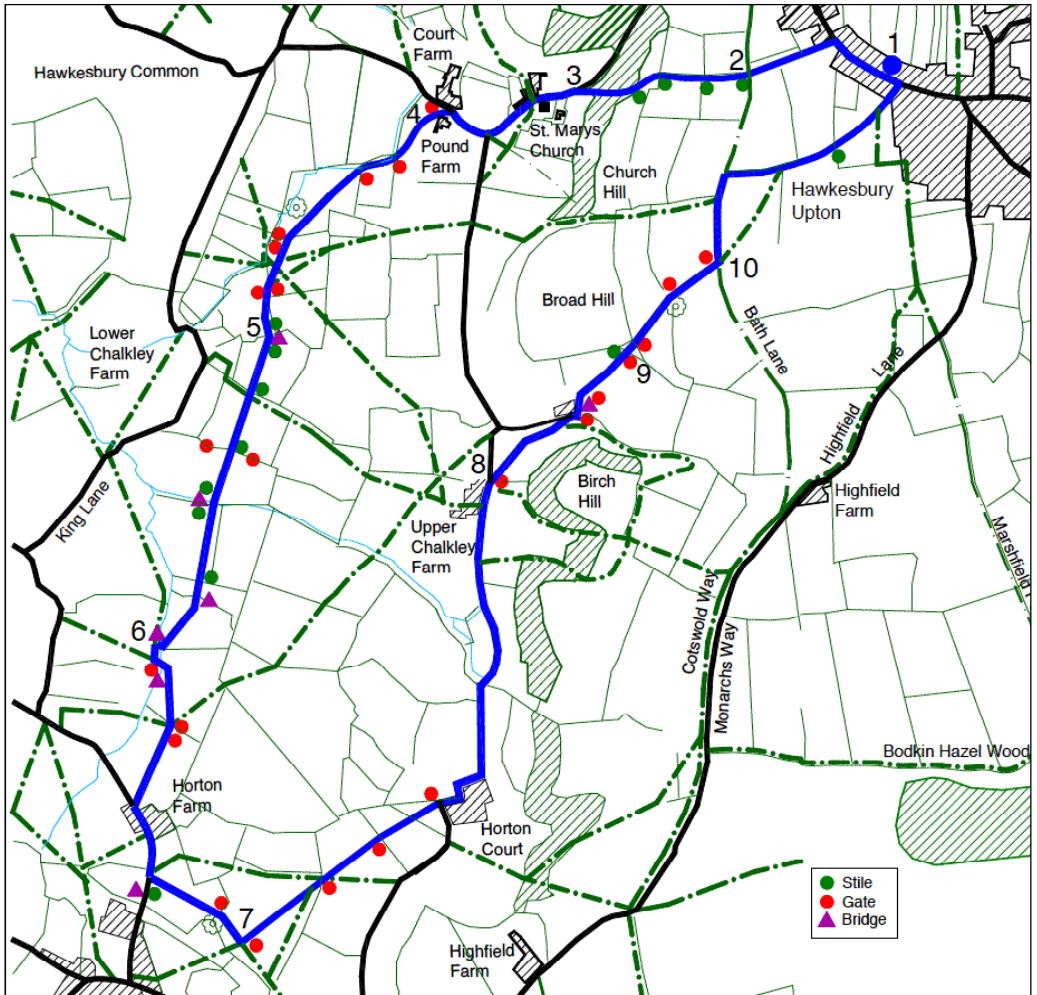 Court
Farm
1
Hawkesbury Common
2
3
4
St. Marys
Church
Pound
Farm
Church
Hill
Hawkesbury
Upton
10
Broad Hill
5
Lower
Chalkley
Farm
Bath Lane
9
Highfield Lane
8
Birch
Hill
Highfield
Farm
King Lane
Upper
Chalkley
Farm
Marshfield
6
Cotswold Way
Monarchs Way
Bodkin Hazel Wood
Horton
Farm
Horton
Court
Stile
Gate
Bridge
7
Highfield
Farm